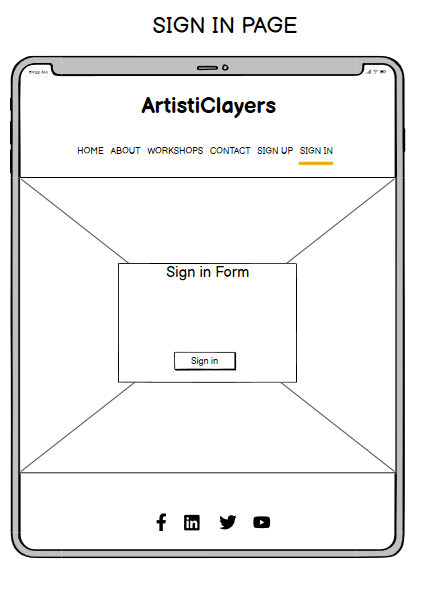 SIGN IN PAGE
ArtistiClayers
HOME ABOUT WORKSHOPS CONTACT SIGN UP SIGN IN
Sign in Form
Sign in